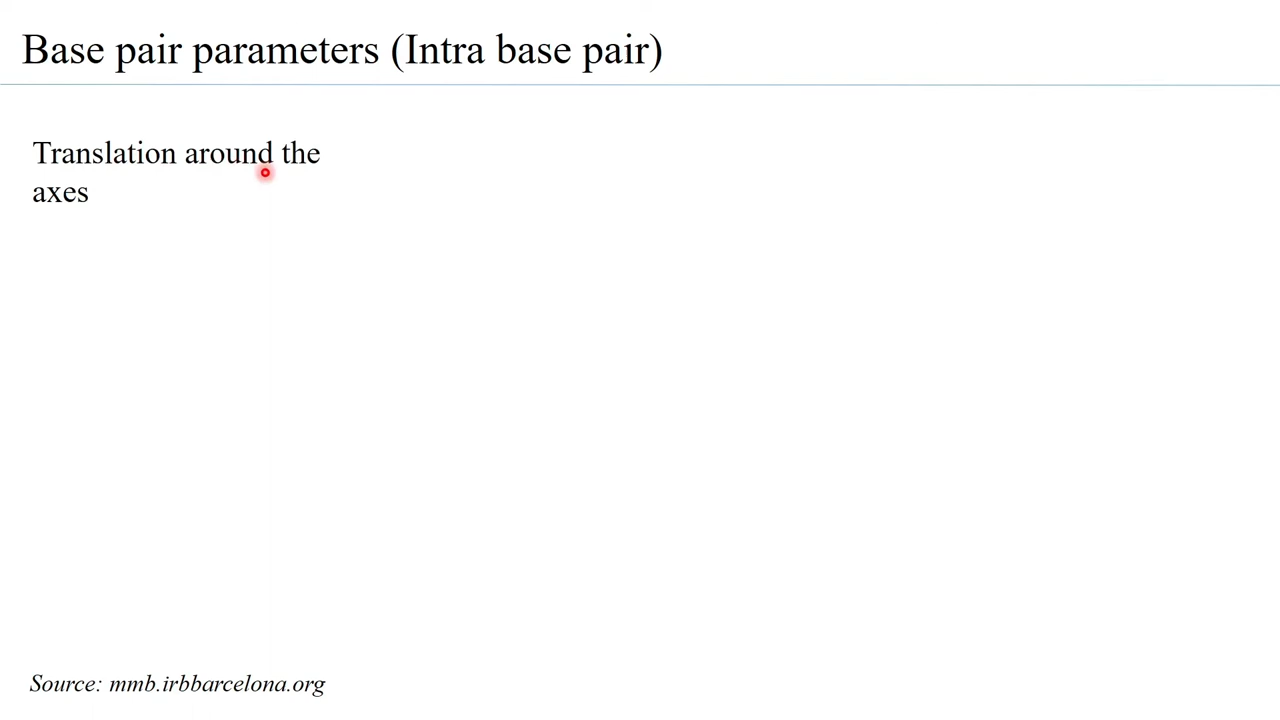 Base pair parameters (Intra base pair)
Translation around the
axes
Source: mmb.irbbarcelona.org